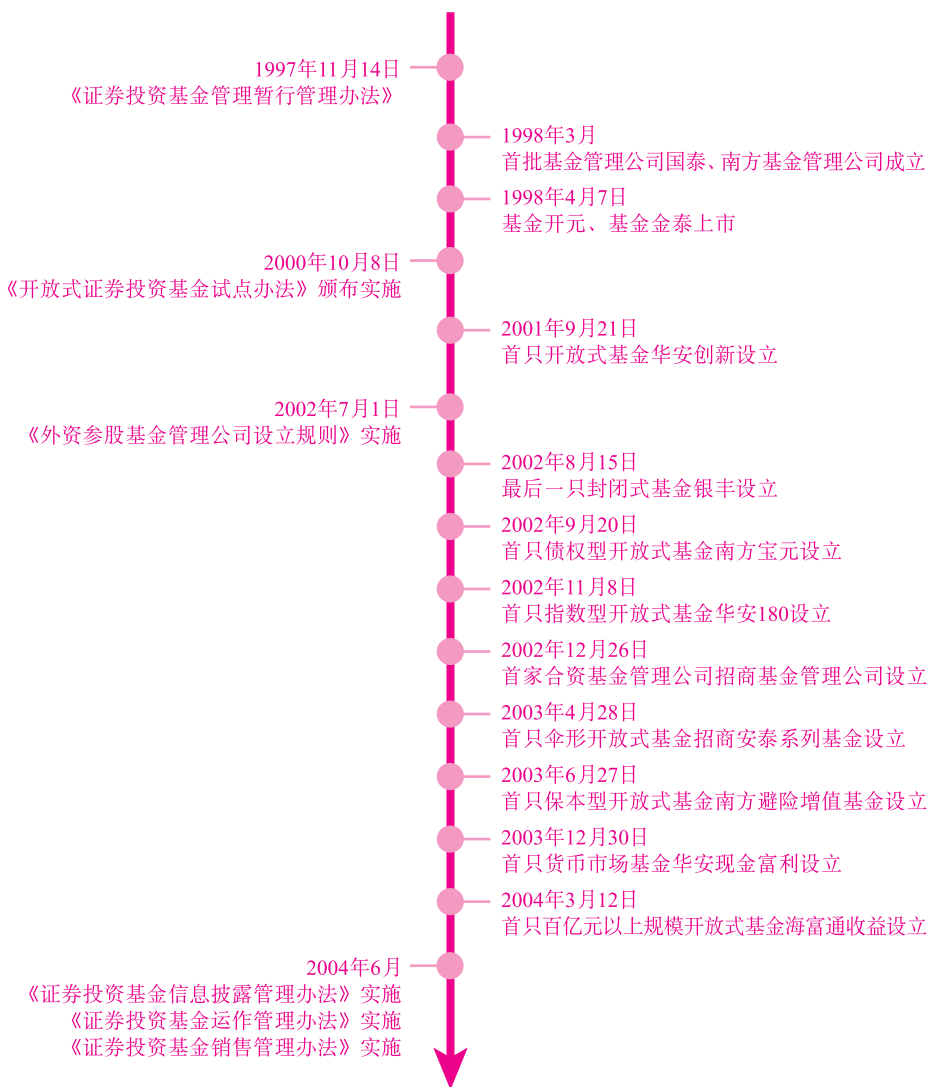 1997年11月14日
《证券投资基金管理暂行管理办法》
1998年3月
首批基金管理公司国泰、南方基金管理公司成立
1998年4月7日
基金开元、基金金泰上市
2000年10月8日
《开放式证券投资基金试点办法》颁布实施
2001年9月21日
首只开放式基金华安创新设立
2002年7月1日
《外资参股基金管理公司设立规则》实施
2002年8月15日
最后一只封闭式基金银丰设立
2002年9月20日
首只债权型开放式基金南方宝元设立
2002年11月8日
首只指数型开放式基金华安180设立
2002年12月26日
首家合资基金管理公司招商基金管理公司设立
2003年4月28日
首只伞形开放式基金招商安泰系列基金设立
2003年6月27日
首只保本型开放式基金南方避险增值基金设立
2003年12月30日
首只货币市场基金华安现金富利设立
2004年3月12日
首只百亿元以上规模开放式基金海富通收益设立
2004年6月
《证券投资基金信息披露管理办法》实施
《证券投资基金运作管理办法》实施
《证券投资基金销售管理办法》实施